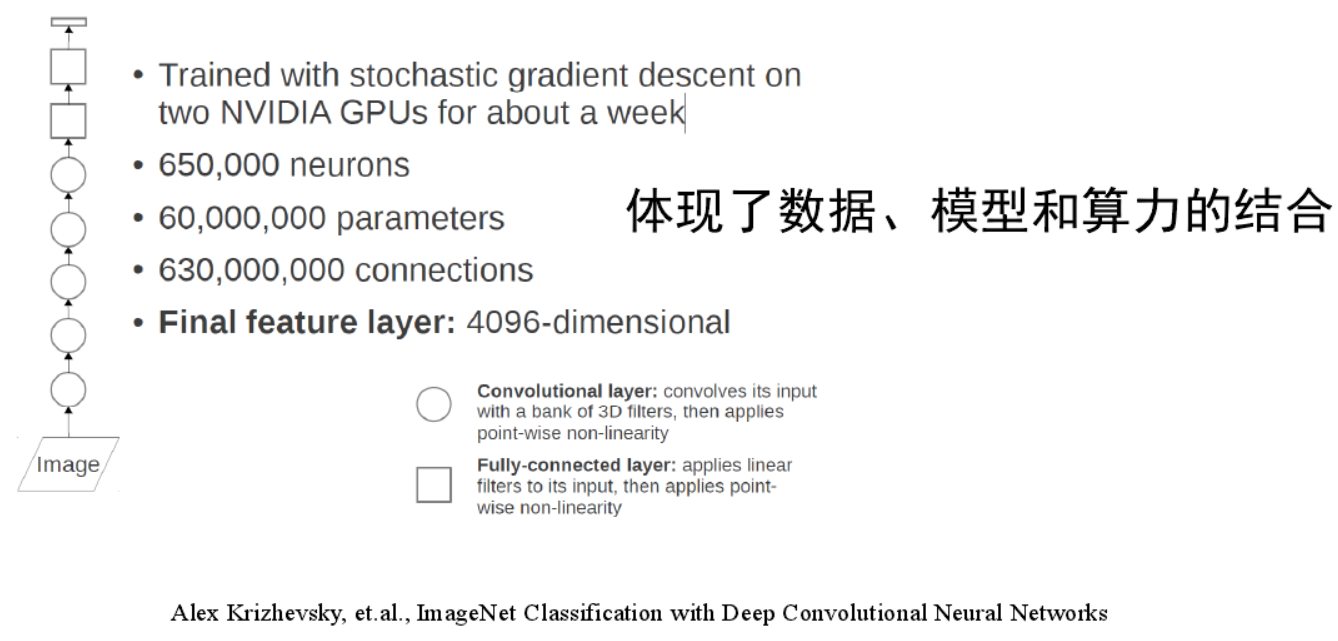 • Trained with stochastic gradient descent on
two NVIDIA GPUs for about a week
• 650,000 neurons
体现了数据、模型和算力的结合
• 60,000,000 parameters
• 630,000,000 connections
• Final feature layer: 4096-dimensional
Convolutional layer: convolves its input
with a bank of 3D filters, then applies
point-wise non-linearity
Image
Fully-connected layer: applies linear
filters to its input, then applies point-
wise non-linearity
Alex Krizhevsky, et.al., ImageNet Classification with Deep Convolutional Neural Networks